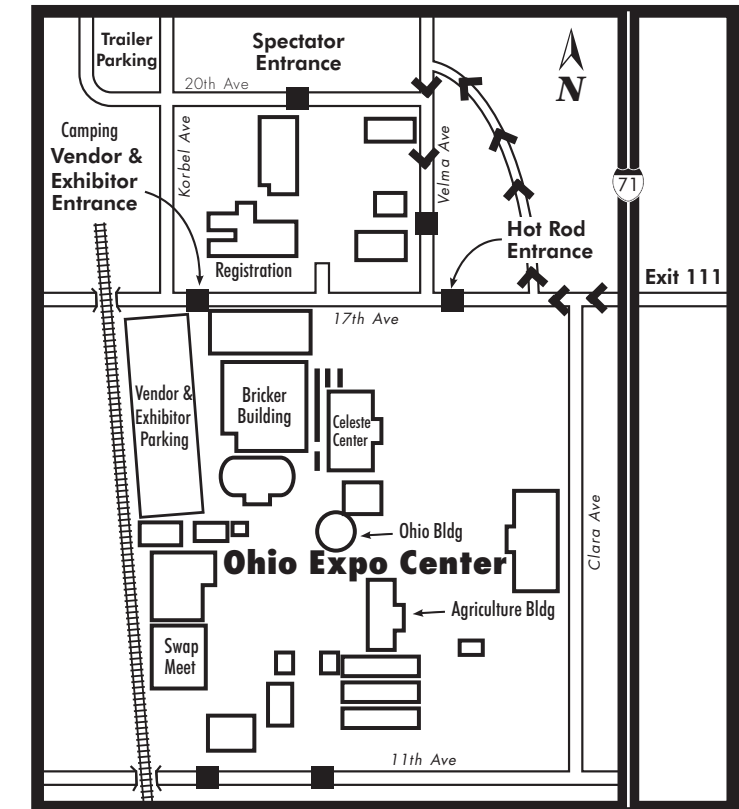 Trailer
Parking
Spectator
Entrance
N
20th Ave
Camping
Vendor &
Exhibitor
Entrance
Korbel Ave
Velma Ave
71
Hot Rod
Entrance
Registration
Exit 111
17th Ave
Vendor &
Exhibitor
Parking
Bricker
Building
Celeste
Center
Clara Ave
Ohio Bldg
Ohio Expo Center
Agriculture Bldg
Swap
Meet
11th Ave